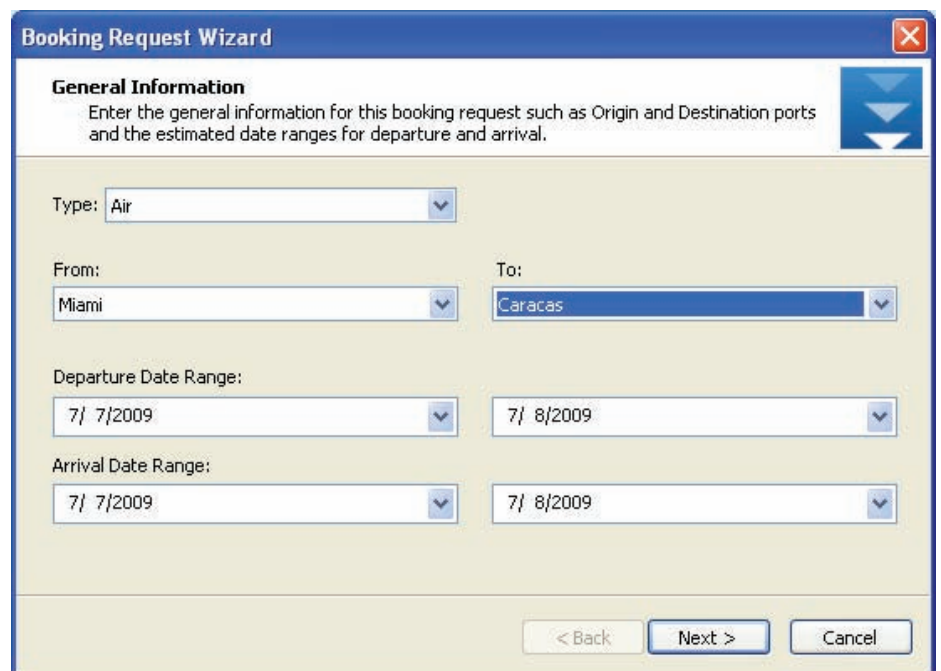 Booking Request Wizard
General Information
Enter the general information for this booking request such as Origin and Destination ports
and the estimated date ranges for departure and arrival.
Type: Air
From: To:
Miami Caracas
Departure Date Range:
7/ 7/2009 7/ 8/2009
Arrival Date Range:
7/ 7/2009 7/ 8/2009
< Back Next > Cancel